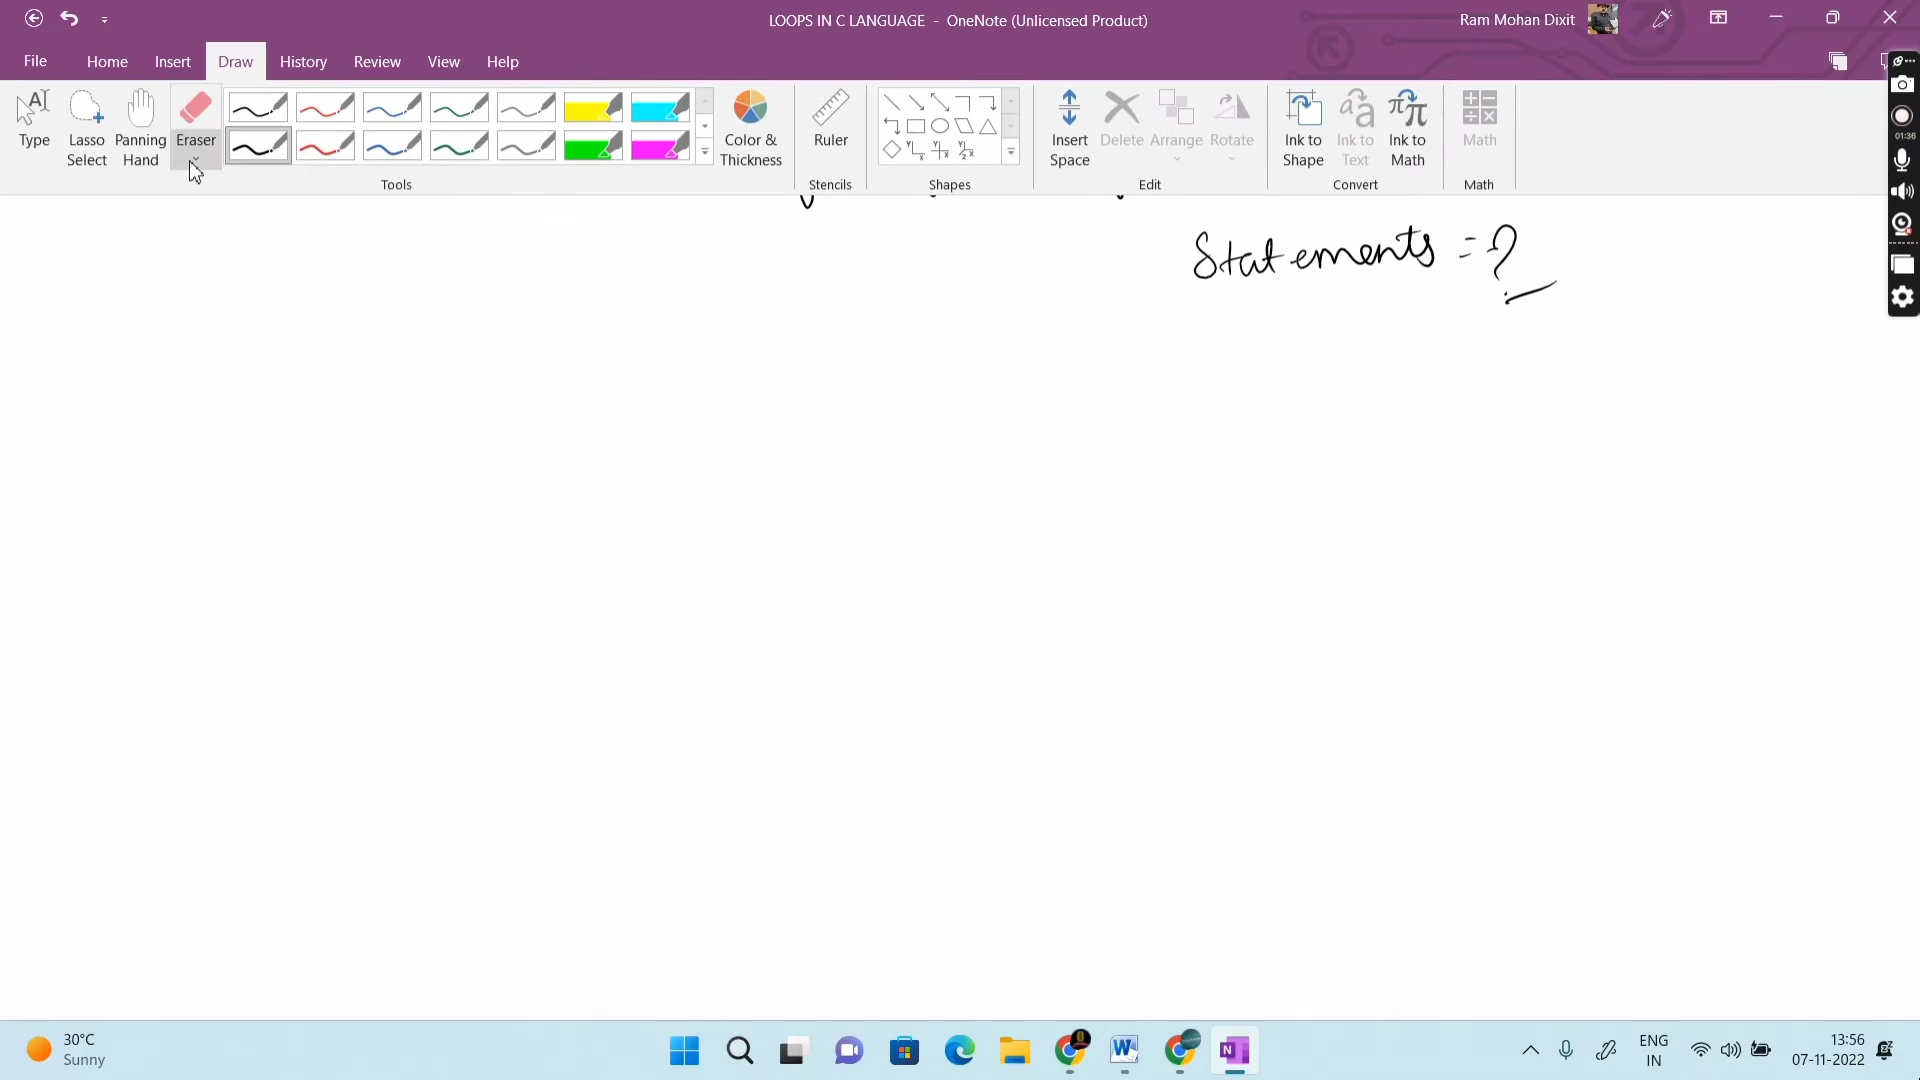 LOOPS IN C LANGUAGE - OneNote (Unlicensed Product)
Ram Mohan Dixit
File
Home
Insert
Draw
History
Review
View
Help
Type
Lasso
Select
Panning
Hand
Eraser
Color &
Thickness
Ruler
Insert
Space
Delete
Arrange
Rotate
Ink to
Shape
Ink to
Text
Ink to
Math
Math
Tools
Stencils
Shapes
Edit
Convert
Math
01:36
Statements = ?
30°C
Sunny
ENG
IN
13:56
07-11-2022